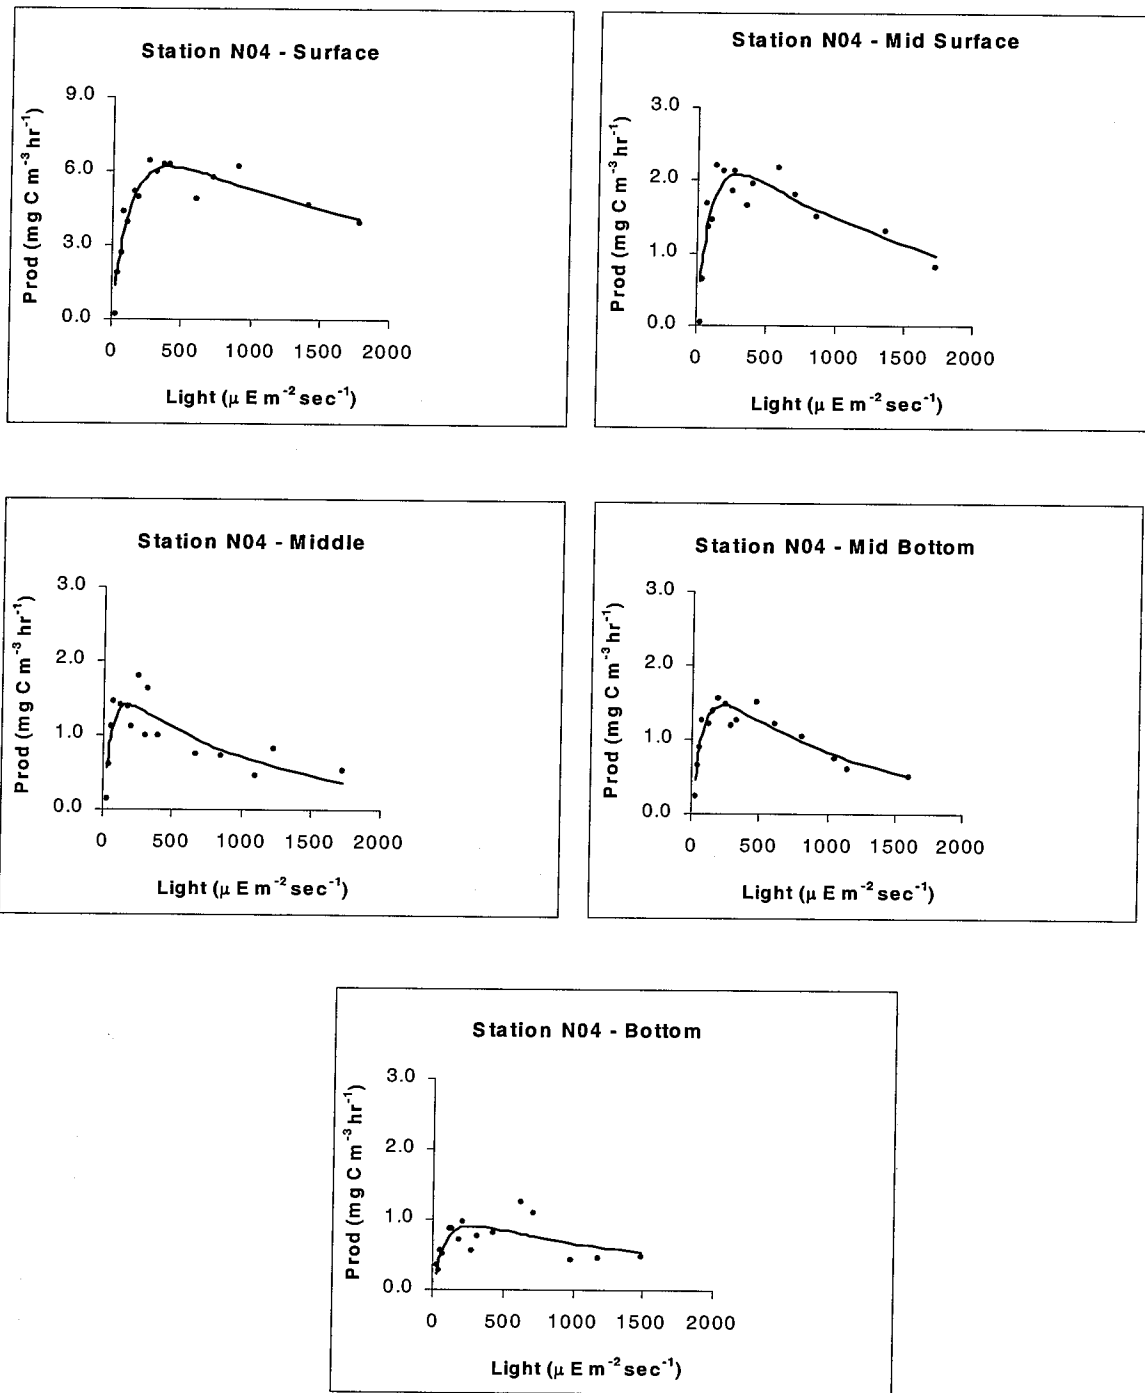 Station N04 - Surface
9.0
6.0
3.0
0.0
Prod (mg C m-3 hr-1)
0 500 1000 1500 2000
Light (μ E m-2 sec-1)
Station N04 - Mid Surface
3.0
2.0
1.0
0.0
Prod (mg C m-3 hr-1)
0 500 1000 1500 2000
Light (μ E m-2 sec-1)
Station N04 - Middle
3.0
2.0
1.0
0.0
Prod (mg C m-3 hr-1)
0 500 1000 1500 2000
Light (μ E m-2 sec-1)
Station N04 - Mid Bottom
3.0
2.0
1.0
0.0
Prod (mg C m-3 hr-1)
0 500 1000 1500 2000
Light (μ E m-2 sec-1)
Station N04 - Bottom
3.0
2.0
1.0
0.0
Prod (mg C m-3 hr-1)
0 500 1000 1500 2000
Light (μ E m-2 sec-1)